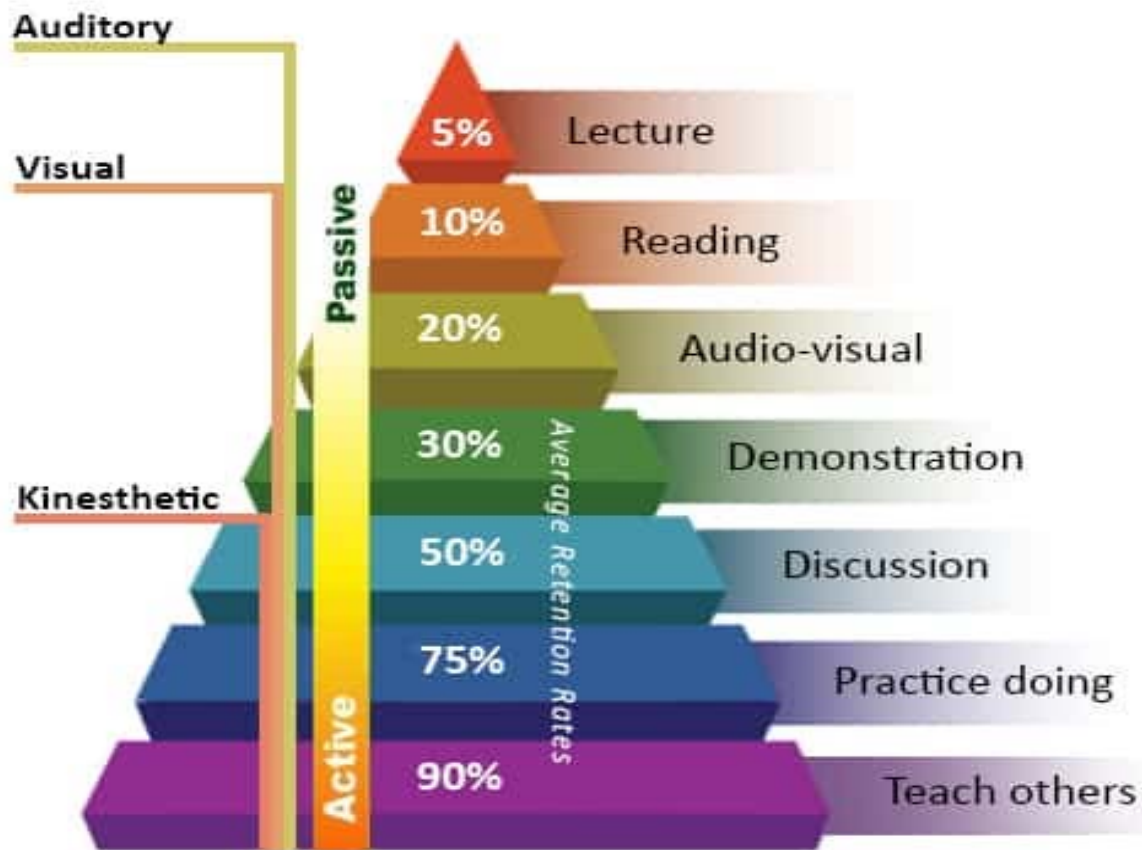 Auditory
Visual
Kinesthetic
Passive
Active
5%
Lecture
10%
Reading
20%
Audio-visual
30%
Demonstration
50%
Discussion
75%
Practice doing
90%
Teach others
Average Retention Rates